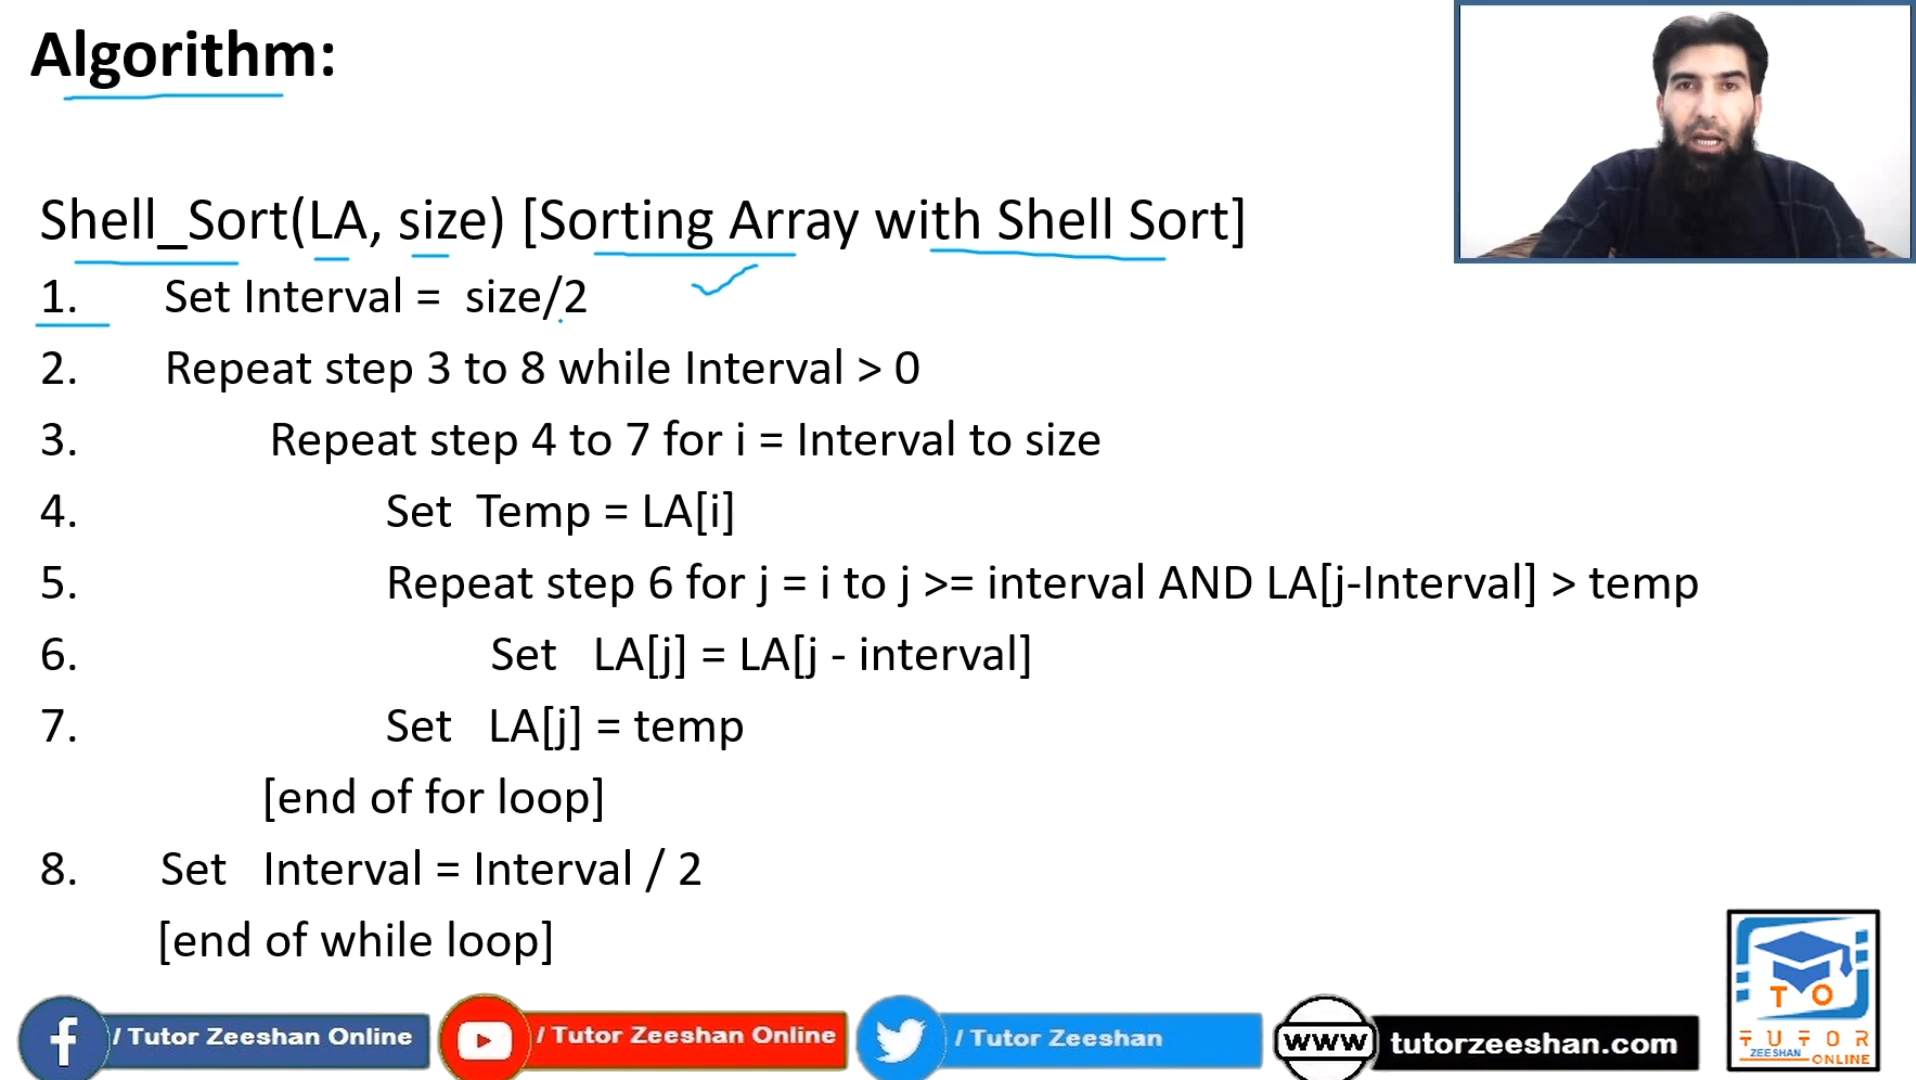 Algorithm:
Shell_Sort(LA, size) [Sorting Array with Shell Sort]
1. Set Interval = size/2
2. Repeat step 3 to 8 while Interval > 0
3. Repeat step 4 to 7 for i = Interval to size
4. Set Temp = LA[i]
5. Repeat step 6 for j = i to j >= interval AND LA[j-Interval] > temp
6. Set LA[j] = LA[j - interval]
7. Set LA[j] = temp
[end of for loop]
8. Set Interval = Interval / 2
[end of while loop]
T O
TUTOR
ZEESHAN ONLINE
f / Tutor Zeeshan Online
/ Tutor Zeeshan Online
/ Tutor Zeeshan
www tutorzeeshan.com